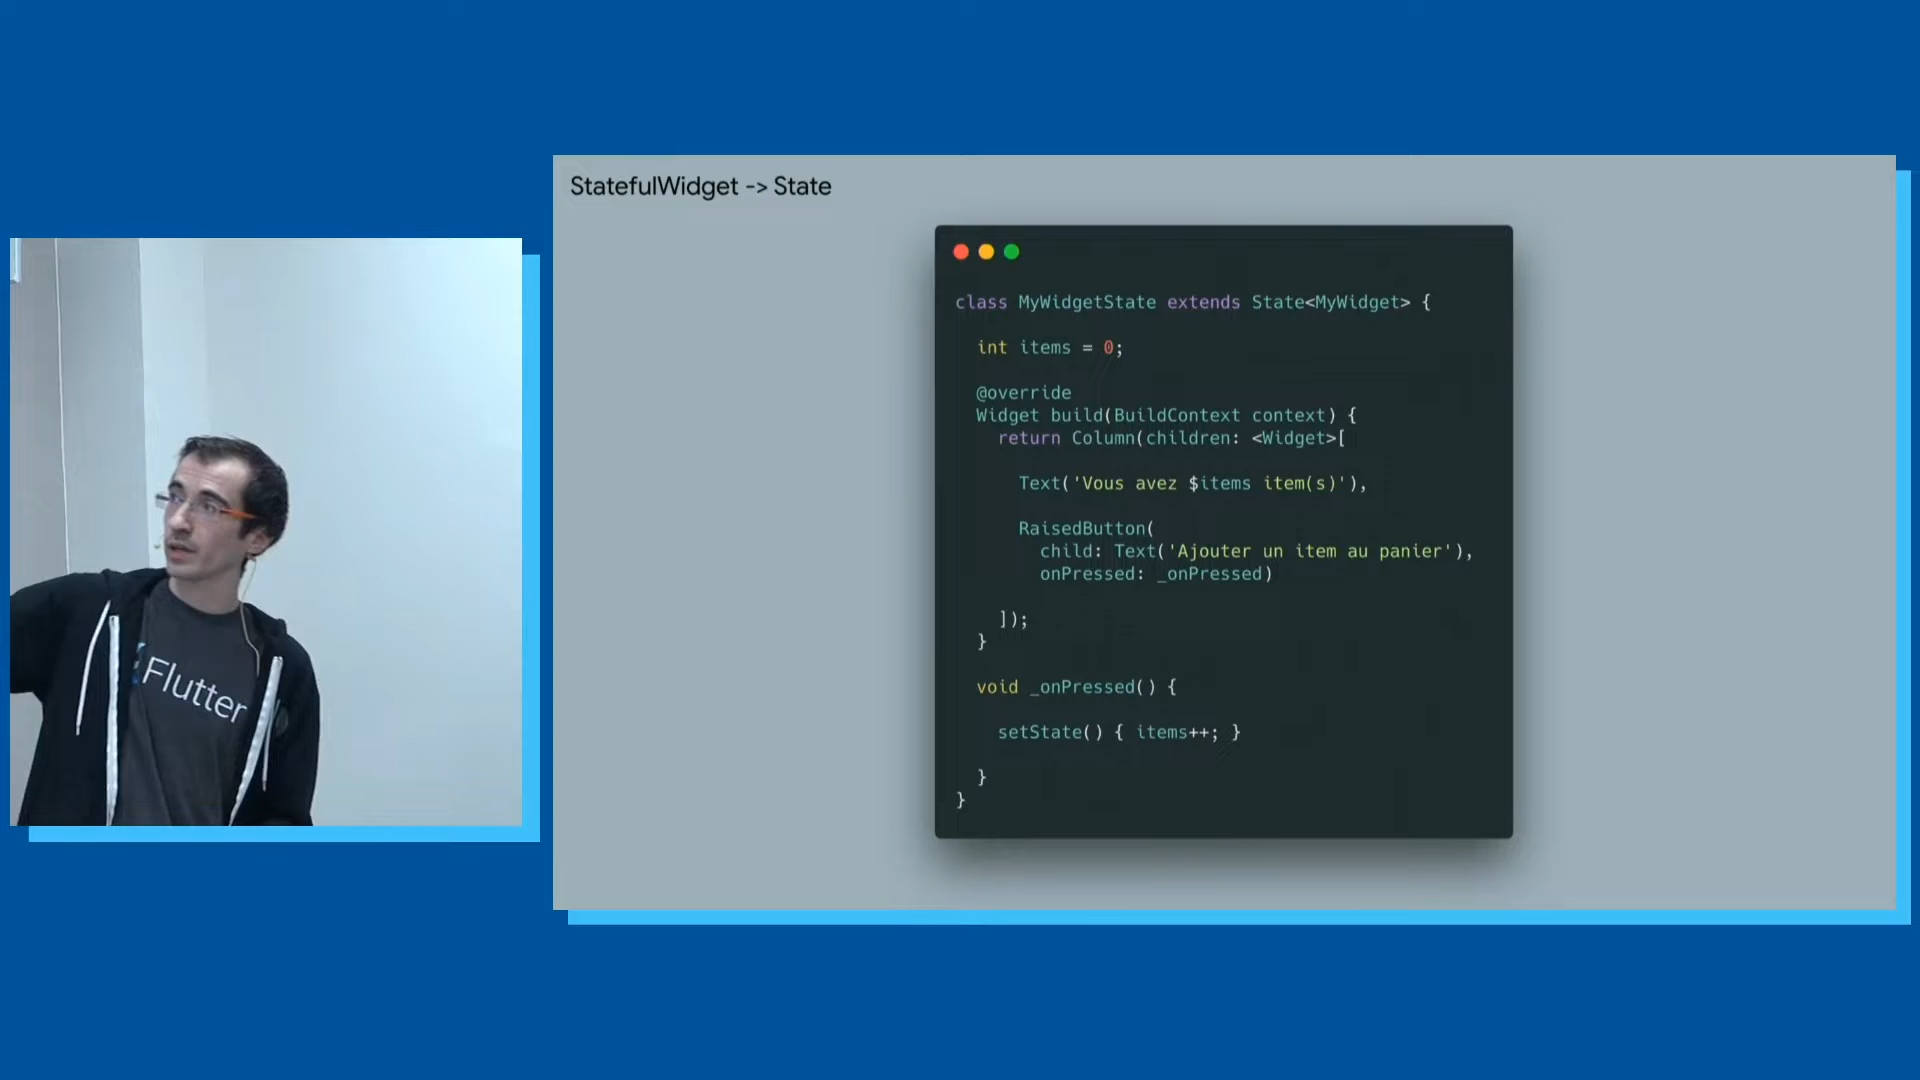 StatefulWidget -> State
class MyWidgetState extends State<MyWidget> {
int items = 0;
@override
Widget build(BuildContext context) {
return Column(children: <Widget>[
Text('Vous avez $items item(s)'),
RaisedButton(
child: Text('Ajouter un item au panier'),
onPressed: _onPressed)
]);
}
void _onPressed() {
setState() { items++; }
}
}
Flutter